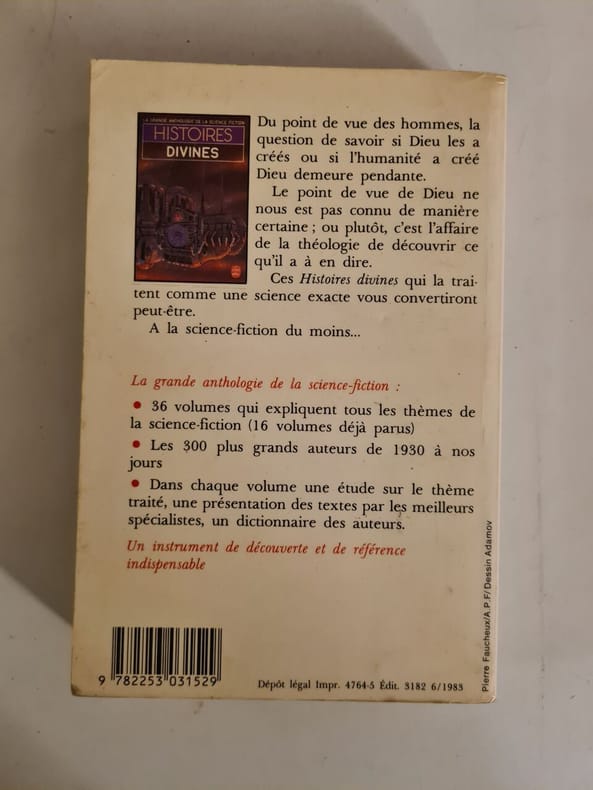 LA GRANDE ANTHOLOGIE DE LA SCIENCE FICTION
HISTOIRES
DIVINES
Du point de vue des hommes, la
question de savoir si Dieu les a
créés ou si l'humanité a créé
Dieu demeure pendante.
Le point de vue de Dieu ne
nous est pas connu de manière
certaine ; ou plutôt, c'est l'affaire
de la théologie de découvrir ce
qu'il a à en dire.
Ces Histoires divines qui la trai-
tent comme une science exacte vous convertiront
peut-être.
A la science-fiction du moins...
La grande anthologie de la science-fiction :
• 36 volumes qui expliquent tous les thèmes de
la science-fiction (16 volumes déjà parus)
• Les 300 plus grands auteurs de 1930 à nos
jours
• Dans chaque volume une étude sur le thème
traité, une présentation des textes par les meilleurs
spécialistes, un dictionnaire des auteurs.
Un instrument de découverte et de référence
indispensable
Pierre Faucheux/A.P.F/Dessin Adamov
9 782253 031529
Dépôt légal Impr. 4764-5 Édit. 3182 6/1983